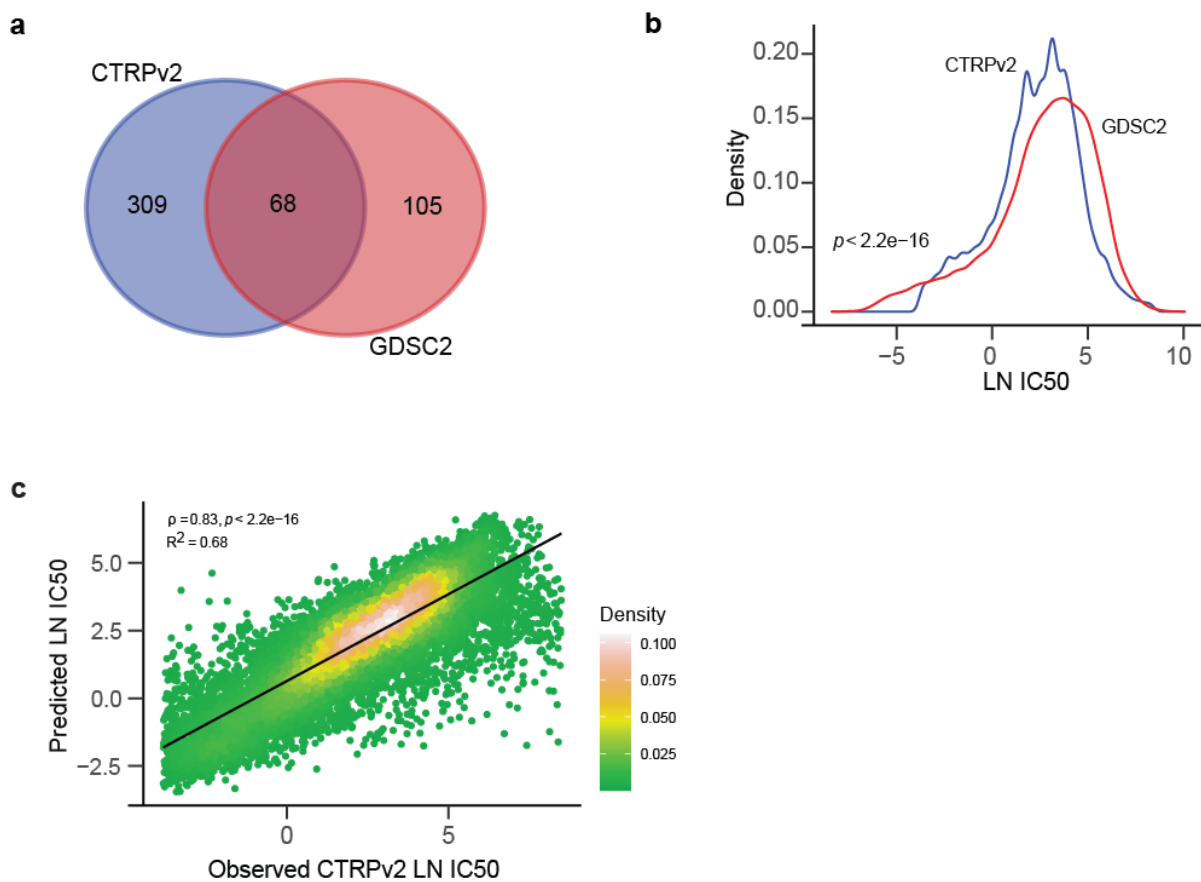 a
CTRPv2
309
68
105
GDSC2
b
0.20
0.15
0.10
0.05
0.00
Density
CTRPv2
GDSC2
p < 2.2e−16
−5
0
5
10
LN IC50
c
ρ = 0.83, p < 2.2e−16
R² = 0.68
5.0
2.5
0.0
−2.5
Predicted LN IC50
0
5
Observed CTRPv2 LN IC50
Density
0.100
0.075
0.050
0.025